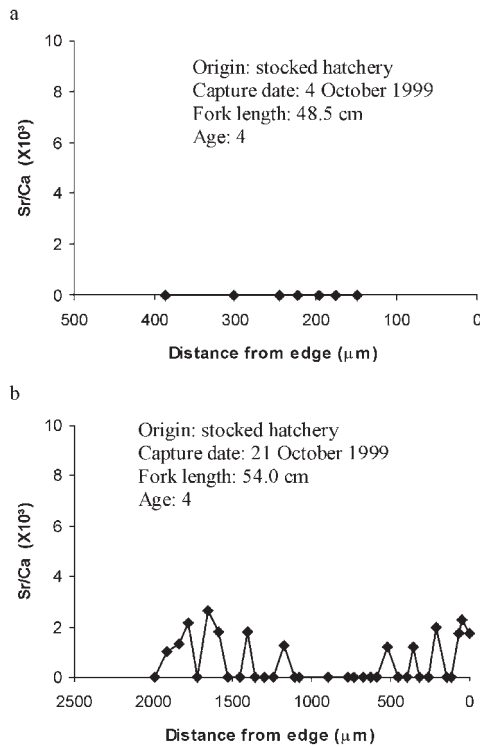 a
10
8
6
4
2
0
Sr/Ca (X10³)
Origin: stocked hatchery
Capture date: 4 October 1999
Fork length: 48.5 cm
Age: 4
500 400 300 200 100 0
Distance from edge (µm)
b
10
8
6
4
2
0
Sr/Ca (X10³)
Origin: stocked hatchery
Capture date: 21 October 1999
Fork length: 54.0 cm
Age: 4
2500 2000 1500 1000 500 0
Distance from edge (µm)